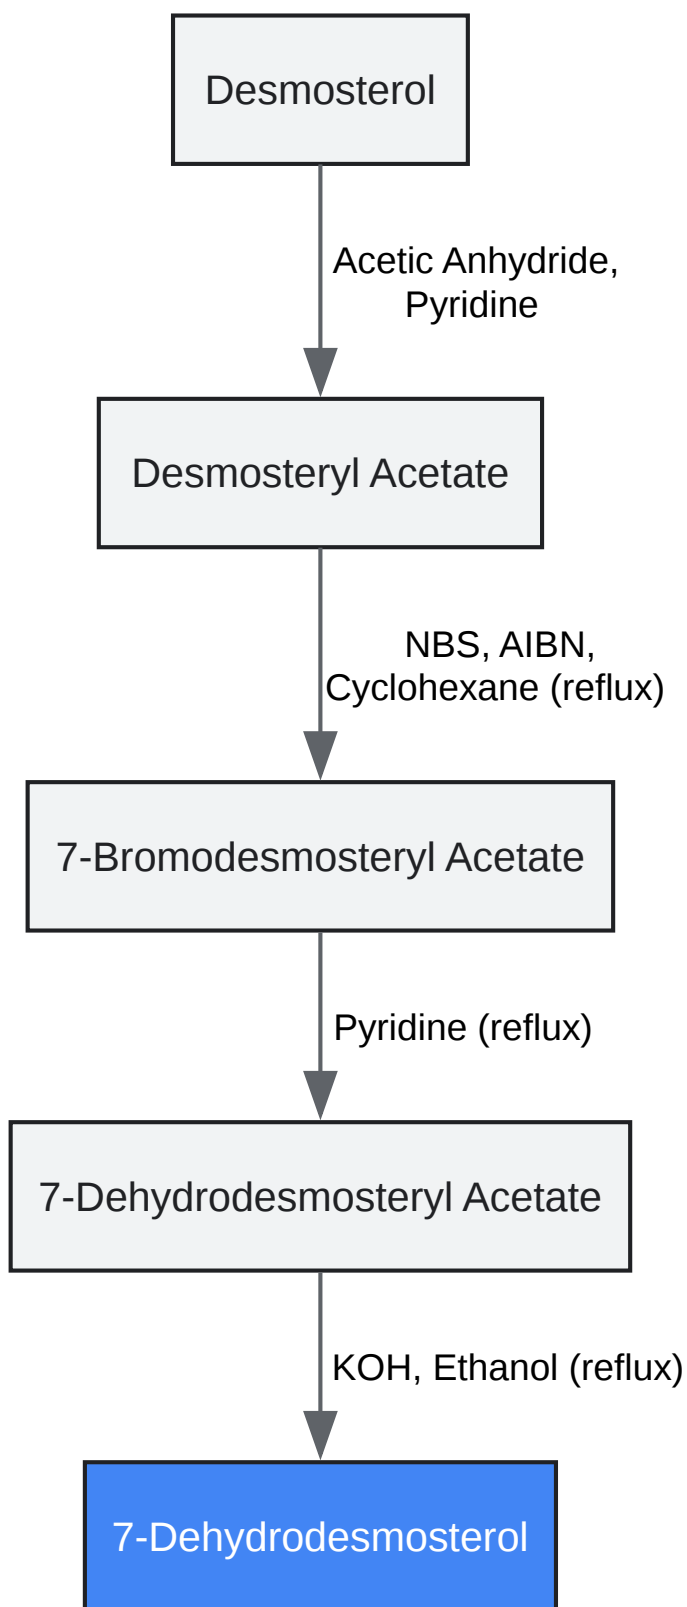 Desmosterol
Acetic Anhydride,
Pyridine
Desmosteryl Acetate
NBS, AIBN,
Cyclohexane (reflux)
7-Bromodesmosteryl Acetate
Pyridine (reflux)
7-Dehydrodesmosteryl Acetate
KOH, Ethanol (reflux)
7-Dehydrodesmosterol